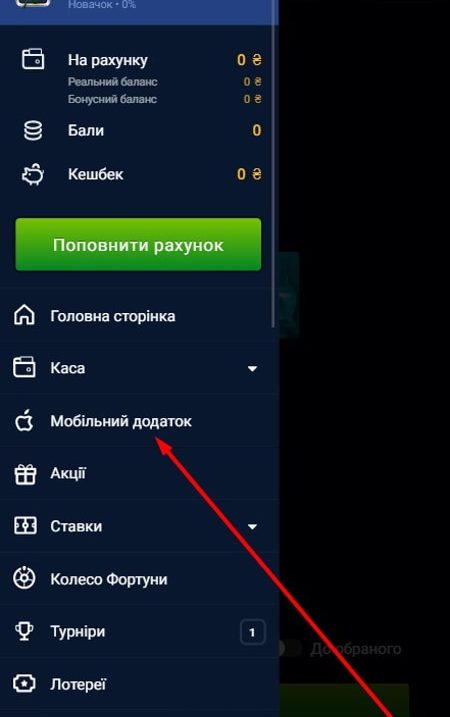 Новачок • 0%
На рахунку 0 ₴
Реальний баланс 0 ₴
Бонусний баланс 0 ₴
Бали 0
Кешбек 0 ₴
Поповнити рахунок
Головна сторінка
Каса
Мобільний додаток
Акції
Ставки
Колесо Фортуни
Турніри 1
До обраного
Лотереї